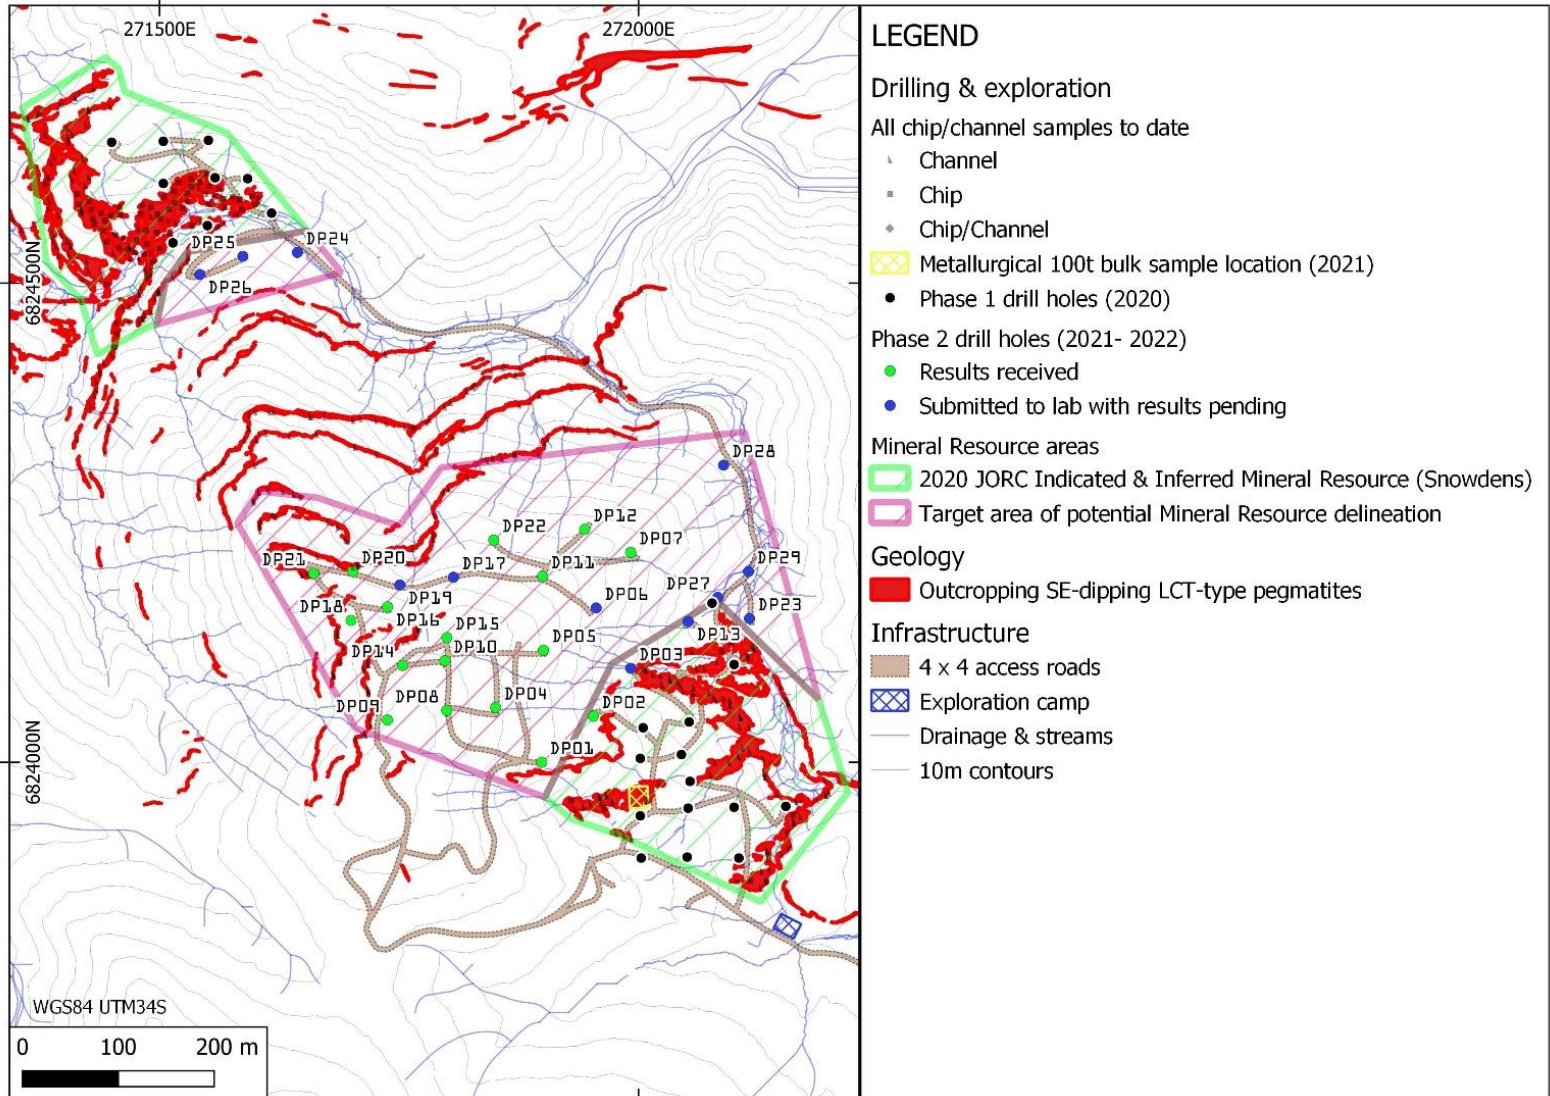 271500E
272000E
6824500N
6824000N
DP25
DP24
DP26
DP28
DP12
DP22
DP07
DP21
DP20
DP17
DP11
DP29
DP27
DP19
DP06
DP18
DP16
DP15
DP23
DP05
DP13
DP14
DP10
DP03
DP08
DP04
DP02
DP09
DP01
WGS84 UTM34S
0 100 200 m
LEGEND
Drilling & exploration
All chip/channel samples to date
Channel
Chip
Chip/Channel
Metallurgical 100t bulk sample location (2021)
Phase 1 drill holes (2020)
Phase 2 drill holes (2021- 2022)
Results received
Submitted to lab with results pending
Mineral Resource areas
2020 JORC Indicated & Inferred Mineral Resource (Snowdens)
Target area of potential Mineral Resource delineation
Geology
Outcropping SE-dipping LCT-type pegmatites
Infrastructure
4 x 4 access roads
Exploration camp
Drainage & streams
10m contours